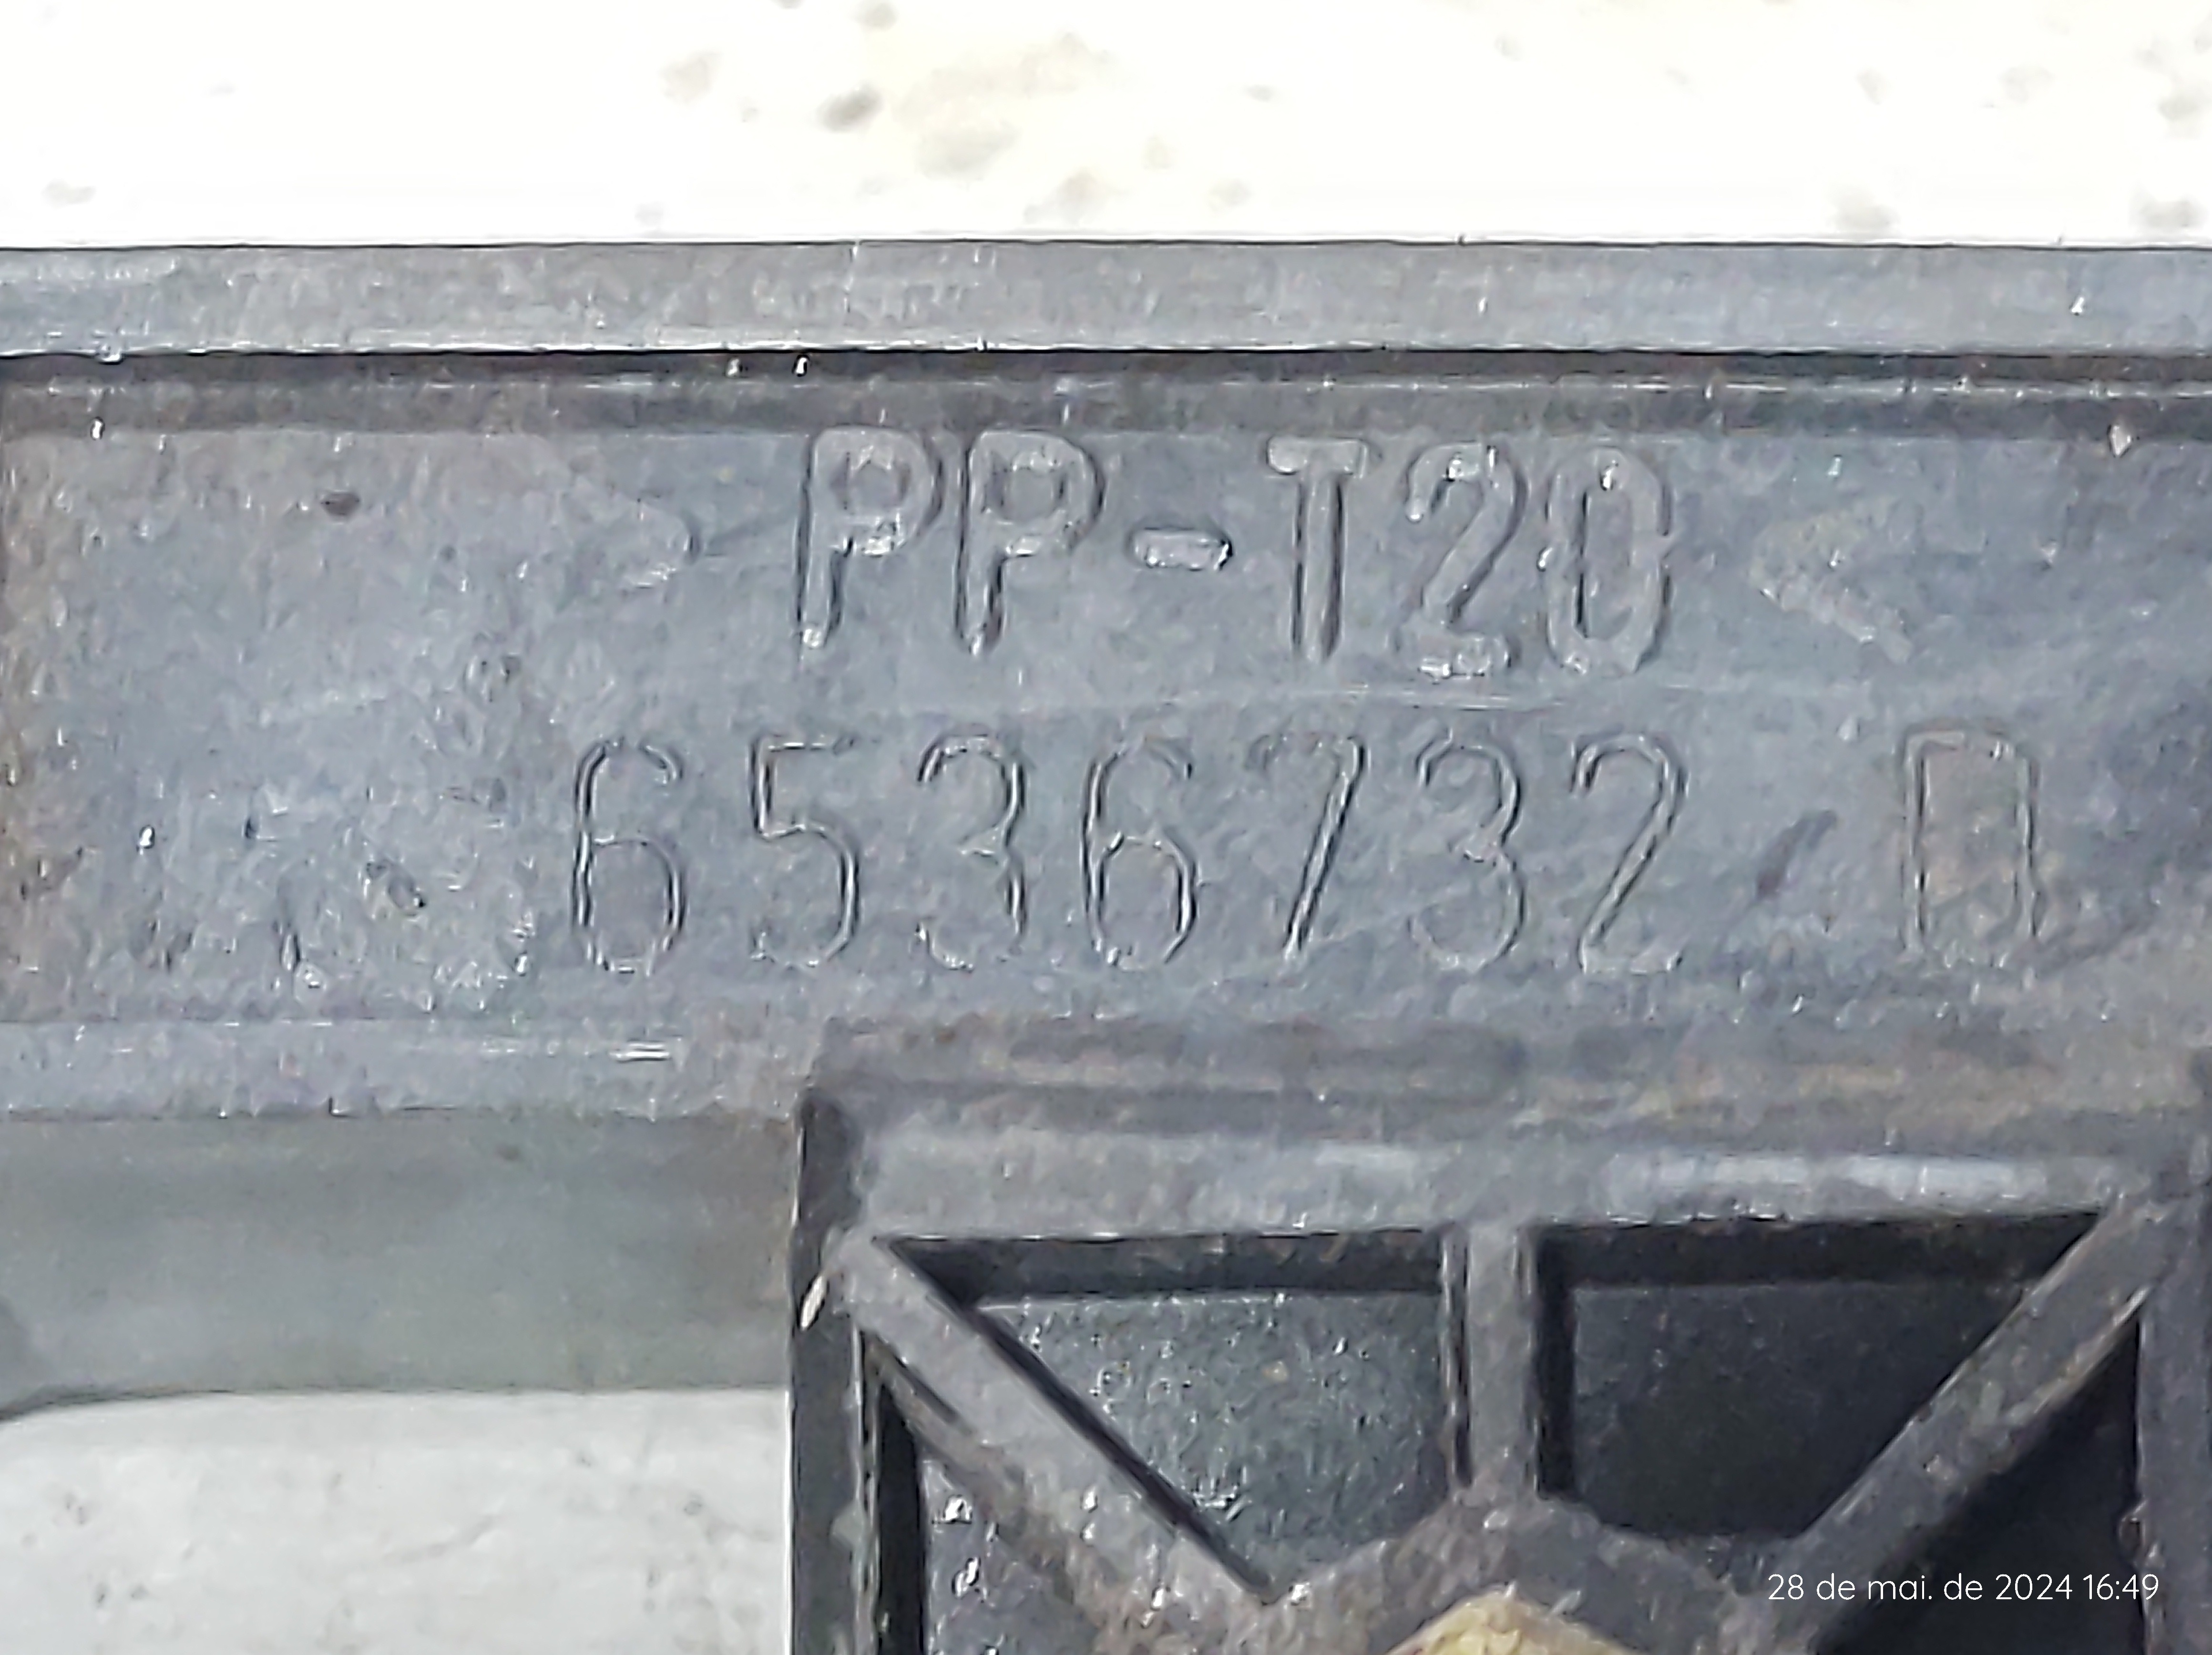 >PP-T20<
6536732
28 de mai. de 2024 16:49